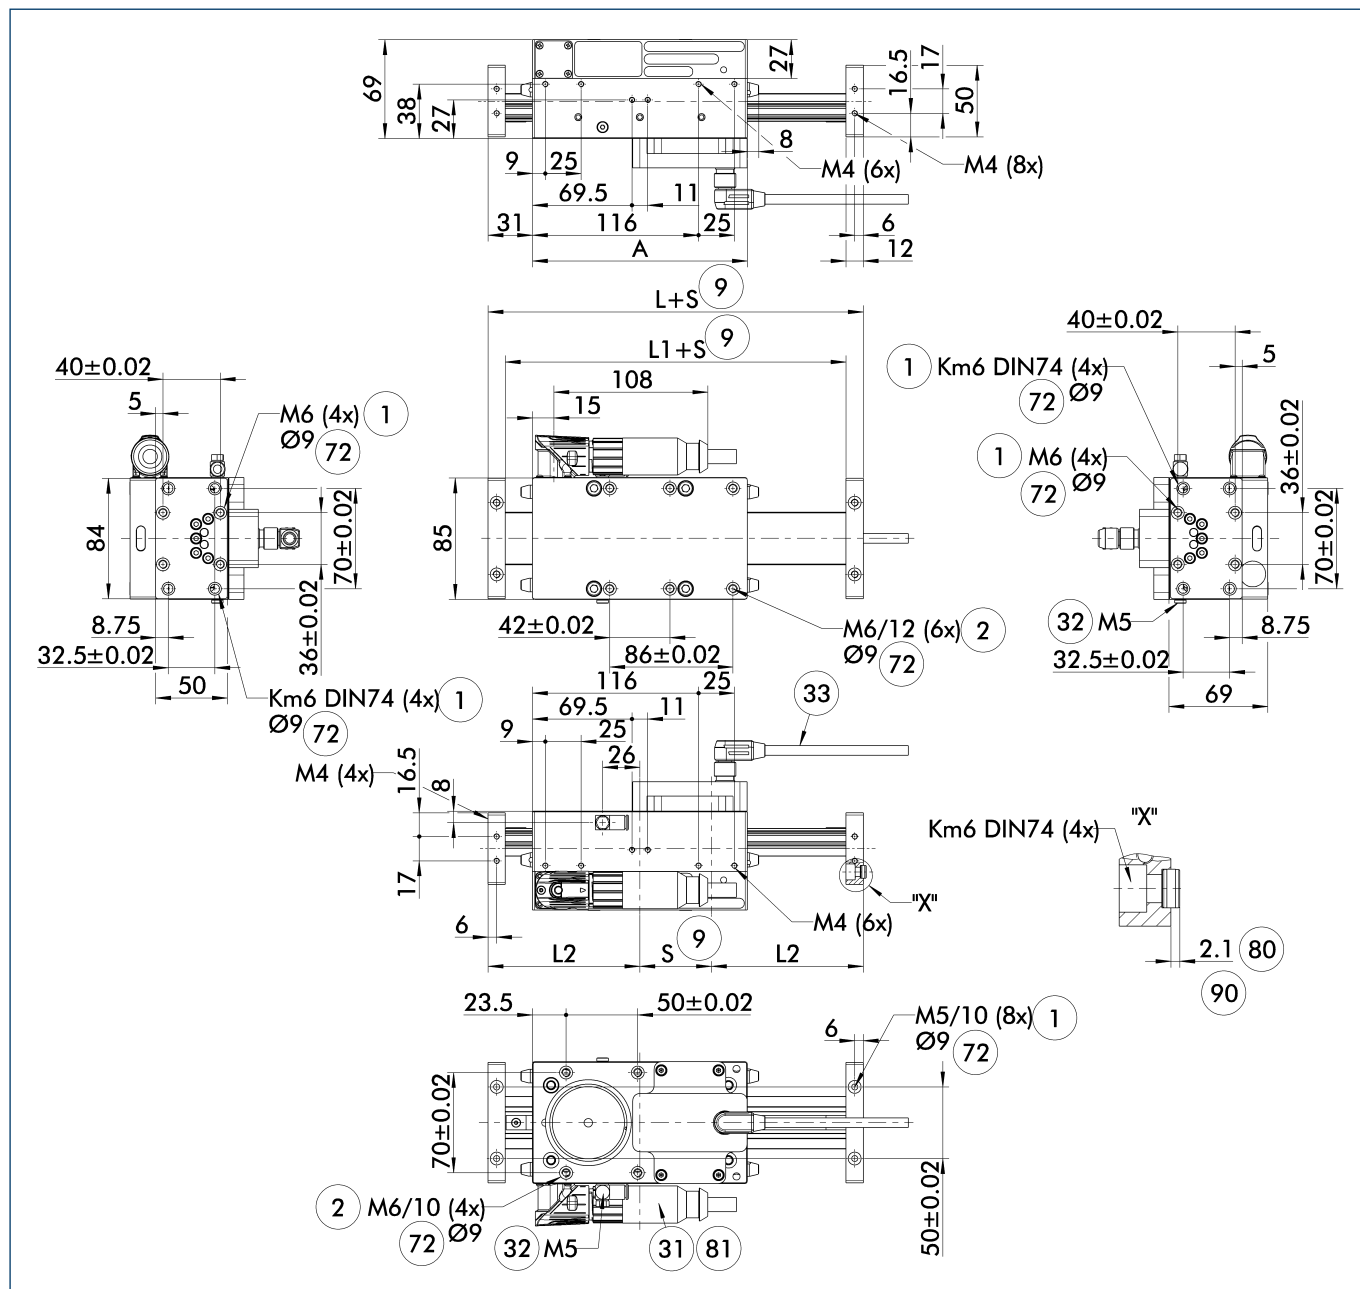 69
38
27
27
16.5
17
50
8
9
25
M4 (6x)
M4 (8x)
69.5
11
31
116
25
6
A
12
L+S
9
L1+S
9
40±0.02
108
40±0.02
5
15
5
M6 (4x)
1
Ø9
72
1
Km6 DIN74 (4x)
72
Ø9
1
M6 (4x)
72
Ø9
36±0.02
70±0.02
84
70±0.02
36±0.02
85
8.75
32.5±0.02
50
42±0.02
86±0.02
M6/12 (6x)
2
Ø9
72
32
M5
8.75
32.5±0.02
69
Km6 DIN74 (4x)
1
Ø9
72
116
25
33
69.5
11
9
25
26
M4 (4x)
16.5
8
17
6
"X"
M4 (6x)
9
L2
S
L2
"X"
Km6 DIN74 (4x)
2.1
80
90
23.5
50±0.02
M5/10 (8x)
1
Ø9
72
6
70±0.02
50±0.02
2
M6/10 (4x)
72
Ø9
32
M5
31
81